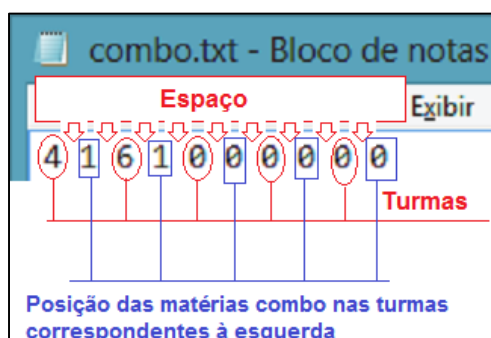 combo.txt - Bloco de notas
Espaço
Exibir
4 1 6 1 0 0 0 0 0 0
Turmas
Posição das matérias combo nas turmas
correspondentes à esquerda